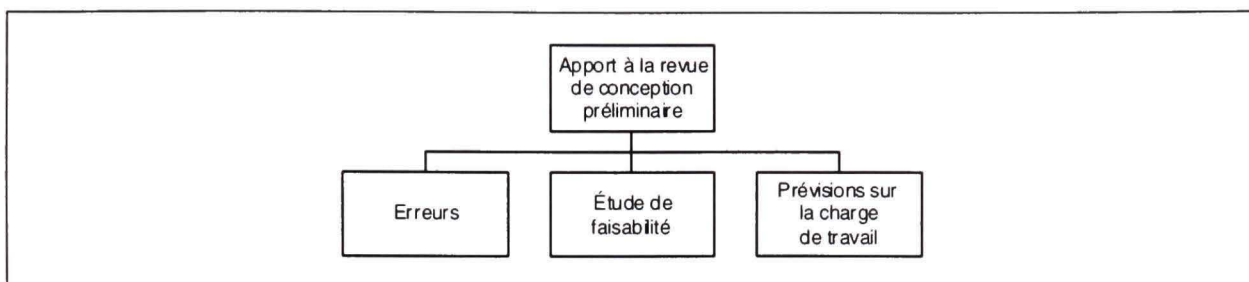 Apport à la revue
de conception
préliminaire
Erreurs
Étude de
faisabilité
Prévisions sur
la charge
de travail